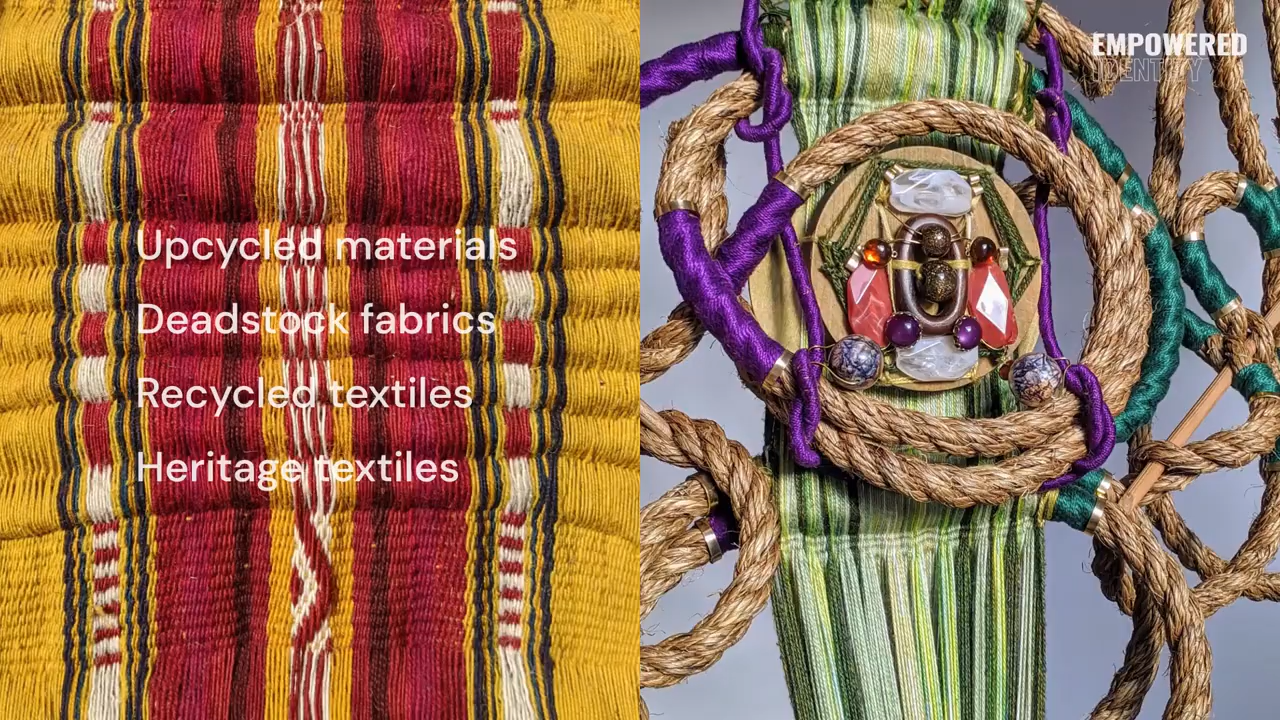 Upcycled materials
Deadstock fabrics
Recycled textiles
Heritage textiles
EMPOWERED
IDENTITY